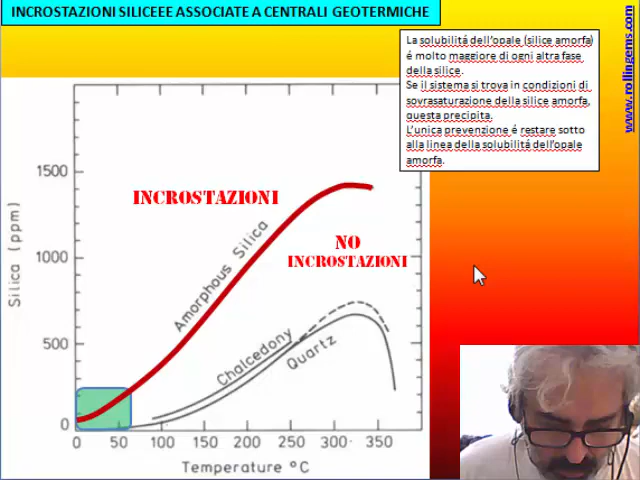 INCROSTAZIONI SILICEEE ASSOCIATE A CENTRALI GEOTERMICHE
La solubilitá dell'opale (silice amorfa)
é molto maggiore di ogni altra fase
della silice.
Se il sistema si trova in condizioni di
sovrasaturazione della silice amorfa,
questa precipita.
L'unica prevenzione é restare sotto
alla linea della solubilitá dell'opale
amorfa.
www.rollingems.com
1500
1000
500
0
Silica (ppm)
INCROSTAZIONI
NO
INCROSTAZIONI
Amorphous Silica
Chalcedony
Quartz
0 50 100 150 200 250 300 350
Temperature °C